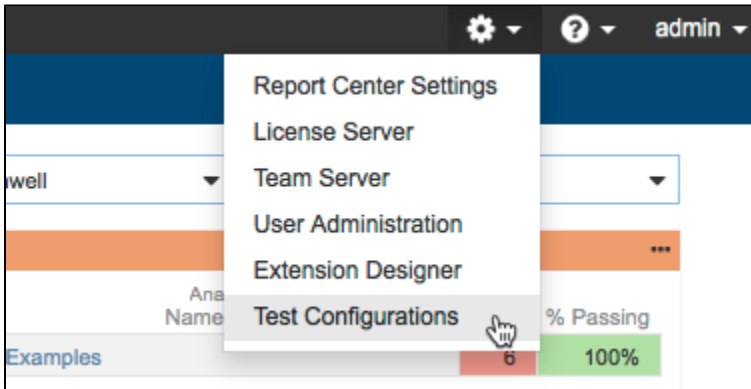 admin
Report Center Settings
License Server
well
Team Server
User Administration
Extension Designer
Ana
Name
Test Configurations
% Passing
Examples
6
100%